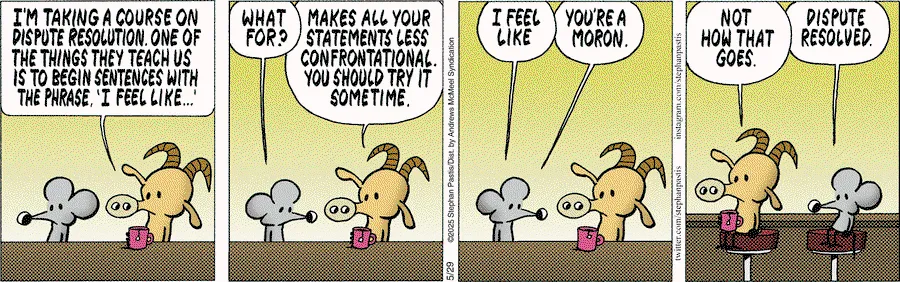 I'M TAKING A COURSE ON
DISPUTE RESOLUTION. ONE OF
THE THINGS THEY TEACH US
IS TO BEGIN SENTENCES WITH
THE PHRASE, 'I FEEL LIKE...'
WHAT
FOR?
MAKES ALL YOUR
STATEMENTS LESS
CONFRONTATIONAL.
YOU SHOULD TRY IT
SOMETIME.
©2025 Stephan Pastis/Dist. by Andrews McMeel Syndication
5/29
I FEEL
LIKE
YOU'RE A
MORON.
twitter.com/stephanpastis
instagram.com/stephanpastis
NOT
HOW THAT
GOES.
DISPUTE
RESOLVED.